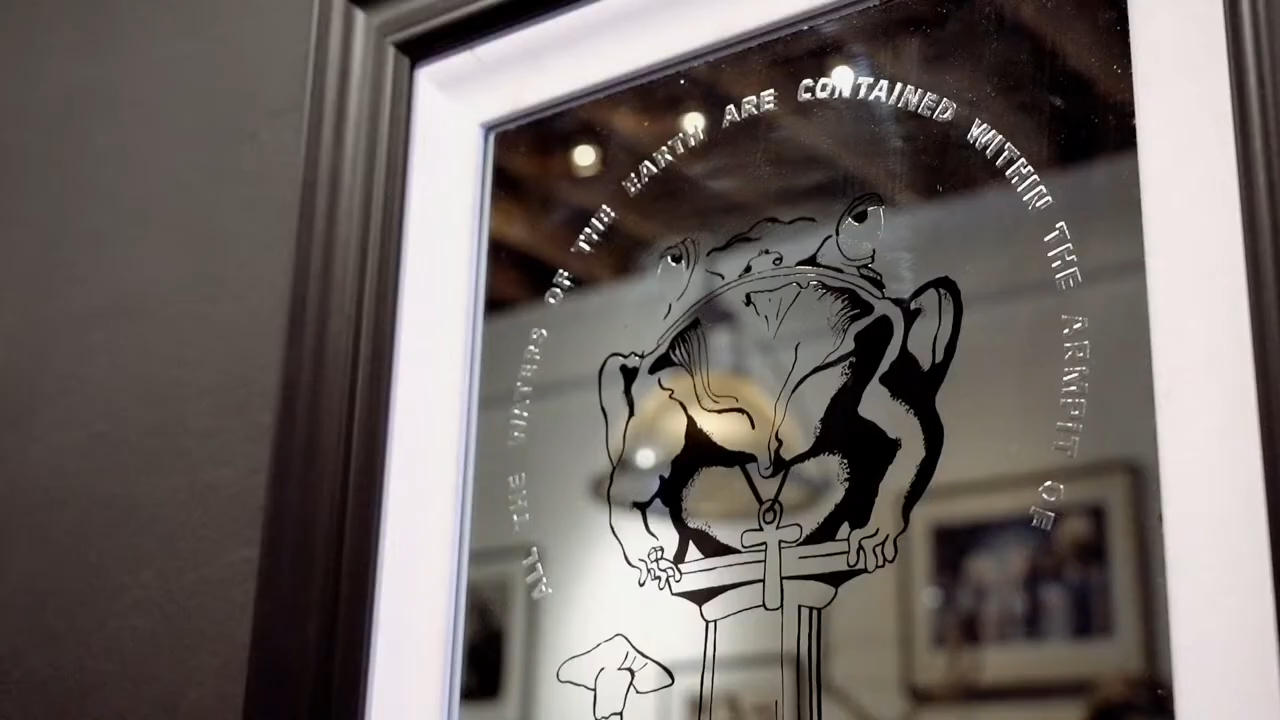 ALL THE WATERS OF THE EARTH ARE CONTAINED WITHIN THE ARMPIT OF